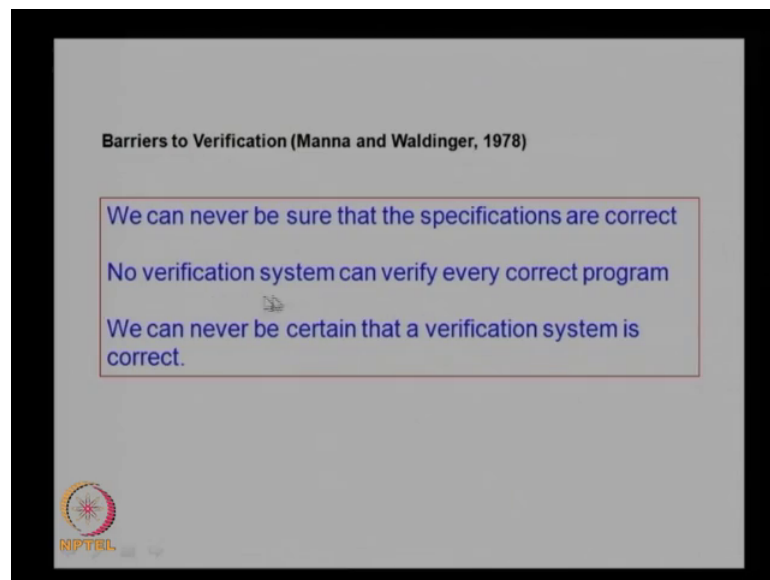 Barriers to Verification (Manna and Waldinger, 1978)
We can never be sure that the specifications are correct
No verification system can verify every correct program
We can never be certain that a verification system is
correct.
NPTEL